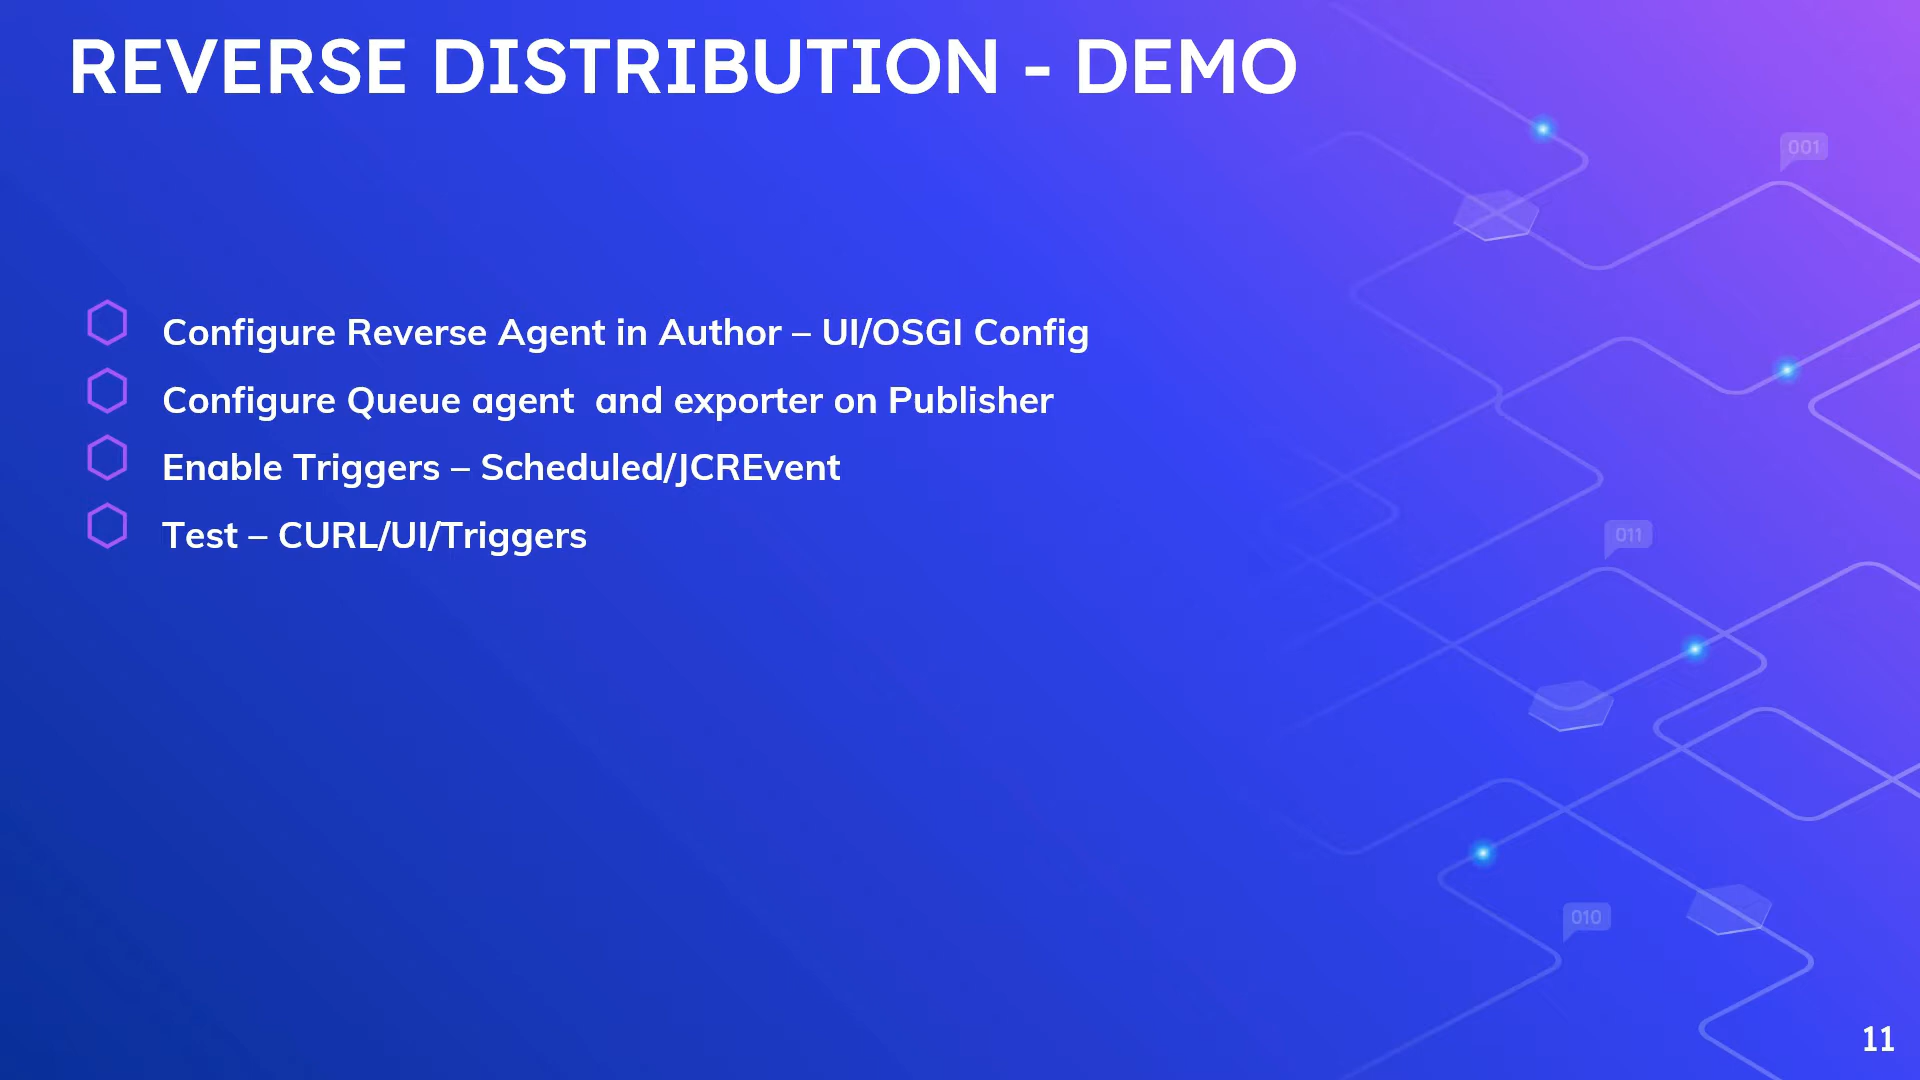 REVERSE DISTRIBUTION - DEMO
001
Configure Reverse Agent in Author – UI/OSGI Config
Configure Queue agent  and exporter on Publisher
Enable Triggers – Scheduled/JCREvent
Test – CURL/UI/Triggers
011
010
11